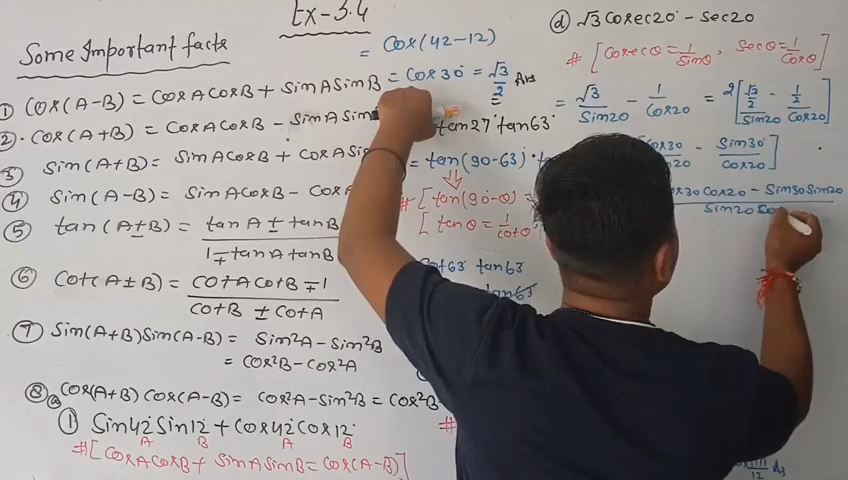 Ex-3.4
Some Important facts
① cos(A-B) = cosAcosB + sinAsinB
②. cos(A+B) = cosAcosB - sinAsin
③ sin(A+B) = sinAcosB + cosA
④ sin(A-B) = sinAcosB - cos
⑤ tan(A±B) = tanA ± tanB / 1∓tanAtanB
⑥ cot(A±B) = cotAcotB∓1 / cotB ± cotA
⑦ sin(A+B)sin(A-B) = sin²A-sin²B
= cos²B-cos²A
⑧ cos(A+B)cos(A-B) = cos²A-sin²B = cos²B-
① sin42° sin12° + cos42° cos12°
A B A B
#[cosAcosB + sinAsinB = cos(A-B)]
= cos(42-12)
= cos30° = √3/2 Ans
tan27° tan63°
= tan(90-63)°
#[tan(90-θ) =
[tanθ = 1/cotθ
cot63° tan63
tan63°
ⓓ √3cosec20° - sec20
#[cosecθ = 1/sinθ, secθ = 1/cosθ]
= √3/sin20 - 1/cos20 = 2[√3/2/sin20 - 1/2/cos20]
cos30 - sin30°/cos20]
cos20 - sin30sin20
sin20